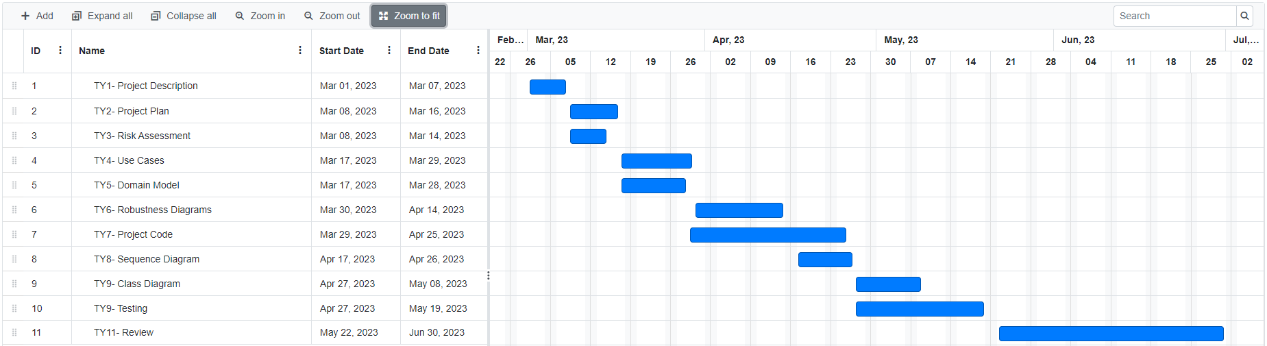 Add Expand all Collapse all Zoom in Zoom out Zoom to fit Search
ID Name Start Date End Date Feb... Mar, 23 Apr, 23 May, 23 Jun, 23 Jul,...
22 26 05 12 19 26 02 09 16 23 30 07 14 21 28 04 11 18 25 02
1 TY1- Project Description Mar 01, 2023 Mar 07, 2023
2 TY2- Project Plan Mar 08, 2023 Mar 16, 2023
3 TY3- Risk Assessment Mar 08, 2023 Mar 14, 2023
4 TY4- Use Cases Mar 17, 2023 Mar 29, 2023
5 TY5- Domain Model Mar 17, 2023 Mar 28, 2023
6 TY6- Robustness Diagrams Mar 30, 2023 Apr 14, 2023
7 TY7- Project Code Mar 29, 2023 Apr 25, 2023
8 TY8- Sequence Diagram Apr 17, 2023 Apr 26, 2023
9 TY9- Class Diagram Apr 27, 2023 May 08, 2023
10 TY9- Testing Apr 27, 2023 May 19, 2023
11 TY11- Review May 22, 2023 Jun 30, 2023